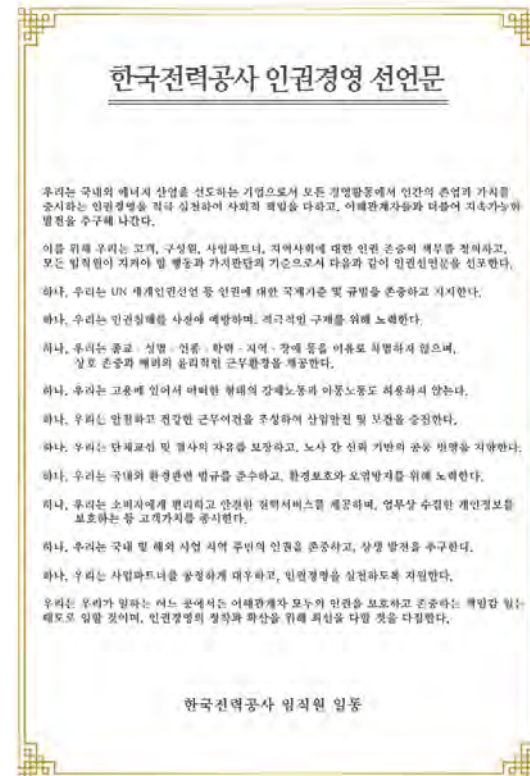 한국전력공사 인권경영 선언문
우리는 국내외 에너지 산업을 선도하는 기업으로서 모든 경영활동에서 인간의 존엄과 가치를
중시하는 인권경영을 적극 실천하여 사회적 책임을 다하고, 이해관계자들과 더불어 지속가능한
발전을 추구해 나간다.
이를 위해 우리는 고객, 구성원, 사업파트너, 지역사회에 대한 인권 존중의 책무를 정의하고,
모든 임직원이 지켜야 할 행동과 가치판단의 기준으로서 다음과 같이 인권선언문을 선포한다.
하나, 우리는 UN 세계인권선언 등 인권에 대한 국제기준 및 규범을 존중하고 지지한다.
하나, 우리는 인권침해를 사전에 예방하며, 적극적인 구제를 위해 노력한다.
하나, 우리는 종교 · 성별 · 인종 · 학력 · 지역 · 장애 등을 이유로 차별하지 않으며,
상호 존중과 배려의 윤리적인 근무환경을 제공한다.
하나, 우리는 고용에 있어서 어떠한 형태의 강제노동과 아동노동도 허용하지 않는다.
하나, 우리는 안전하고 건강한 근무여건을 조성하여 산업안전 및 보건을 증진한다.
하나, 우리는 단체교섭 및 결사의 자유를 보장하고, 노사 간 신뢰 기반의 공동 발전을 지향한다.
하나, 우리는 국내외 환경관련 법규를 준수하고, 환경보호와 오염방지를 위해 노력한다.
하나, 우리는 소비자에게 편리하고 안전한 전력서비스를 제공하며, 업무상 수집한 개인정보를
보호하는 등 고객가치를 중시한다.
하나, 우리는 국내 및 해외 사업 지역 주민의 인권을 존중하고, 상생 발전을 추구한다.
하나, 우리는 사업파트너를 공정하게 대우하고, 인권경영을 실천하도록 지원한다.
우리는 우리가 일하는 어느 곳에서든 이해관계자 모두의 인권을 보호하고 존중하는 책임감 있는
태도로 임할 것이며, 인권경영의 정착과 확산을 위해 최선을 다할 것을 다짐한다.
한국전력공사 임직원 일동